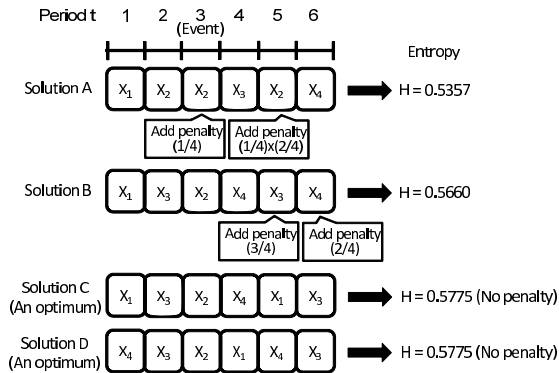 Period t 1 2 3 4 5 6
(Event)
Entropy
Solution A X₁ X₂ X₂ X₃ X₂ X₄ H = 0.5357
Add penalty
(1/4)
Add penalty
(1/4)x(2/4)
Solution B X₁ X₃ X₂ X₄ X₃ X₄ H = 0.5660
Add penalty
(3/4)
Add penalty
(2/4)
Solution C
(An optimum)
X₁ X₃ X₂ X₄ X₁ X₃ H = 0.5775 (No penalty)
Solution D
(An optimum)
X₄ X₃ X₂ X₁ X₄ X₃ H = 0.5775 (No penalty)